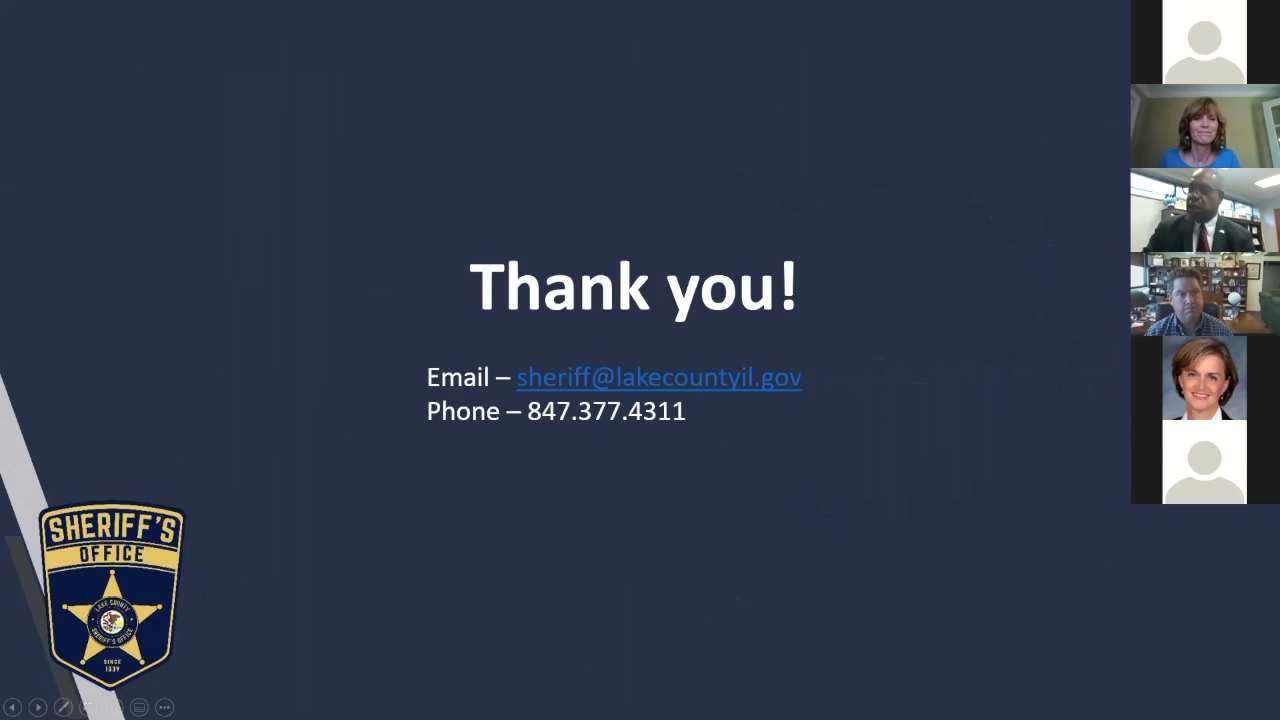 Thank you!
Email – sheriff@lakecountyil.gov
Phone – 847.377.4311
SHERIFF'S
OFFICE
LAKE COUNTY
SHERIFF'S OFFICE
SINCE
1839